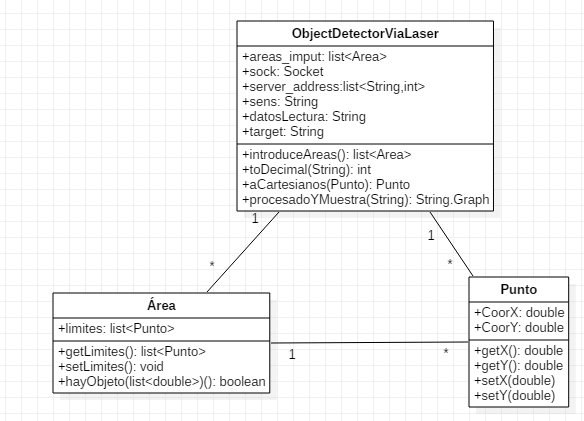 ObjectDetectorViaLaser
+areas_imput: list<Area>
+sock: Socket
+server_address:list<String,int>
+sens: String
+datosLectura: String
+target: String
+introduceAreas(): list<Area>
+toDecimal(String): int
+aCartesianos(Punto): Punto
+procesadoYMuestra(String): String.Graph
1
1
*
*
Área
+limites: list<Punto>
+getLimites(): list<Punto>
+setLimites(): void
+hayObjeto(list<double>)(): boolean
1
*
Punto
+CoorX: double
+CoorY: double
+getX(): double
+getY(): double
+setX(double)
+setY(double)